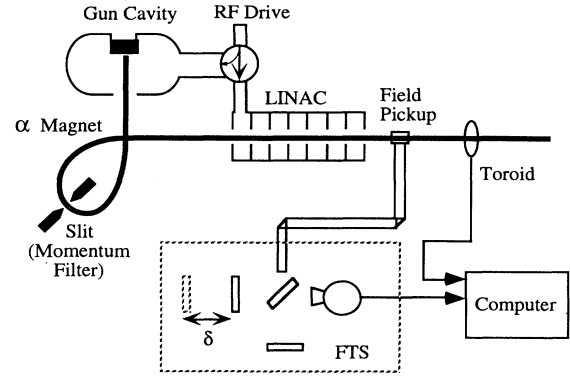 Gun Cavity
RF Drive
LINAC
Field
Pickup
α Magnet
Toroid
Slit
(Momentum
Filter)
Computer
δ
FTS